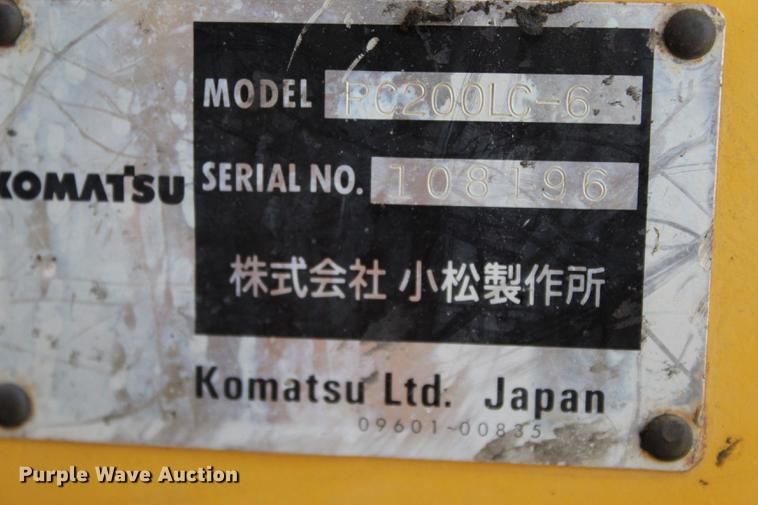 MODEL PC200LC-6
KOMATSU
SERIAL NO. 108196
株式会社 小松製作所
Komatsu Ltd. Japan
09601-00835
Purple Wave Auction